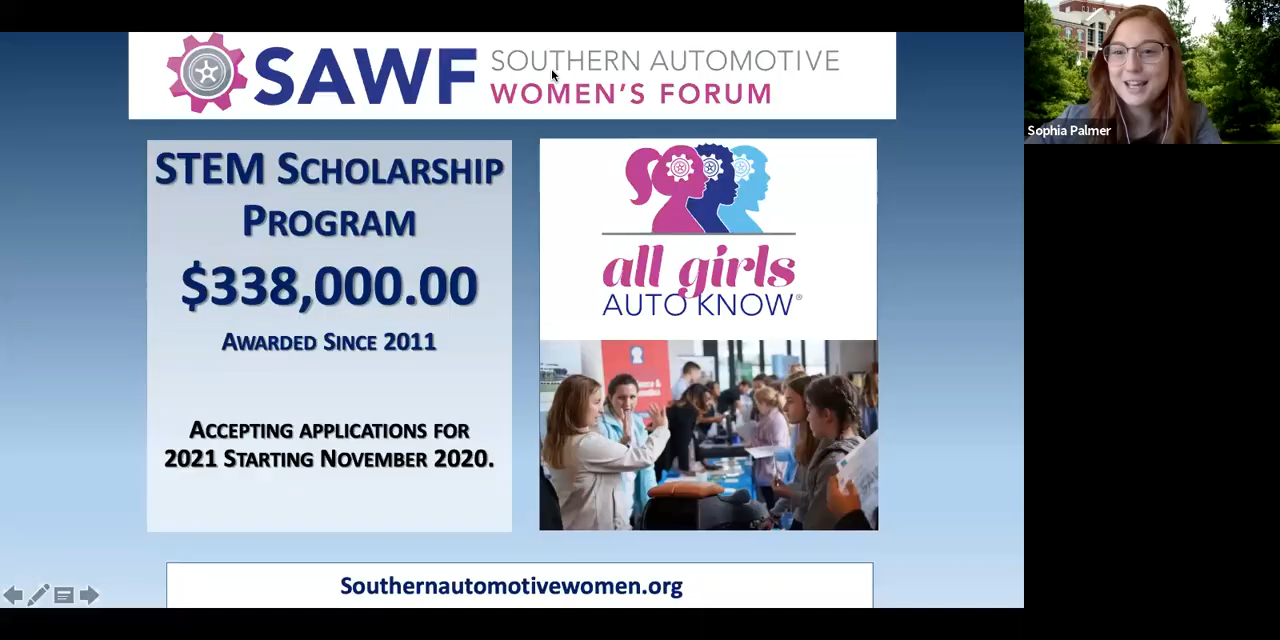 SAWF
SOUTHERN AUTOMOTIVE
WOMEN'S FORUM
STEM SCHOLARSHIP
PROGRAM
$338,000.00
AWARDED SINCE 2011
ACCEPTING APPLICATIONS FOR
2021 STARTING NOVEMBER 2020.
all girls
AUTO KNOW®
Southernautomotivewomen.org
Sophia Palmer